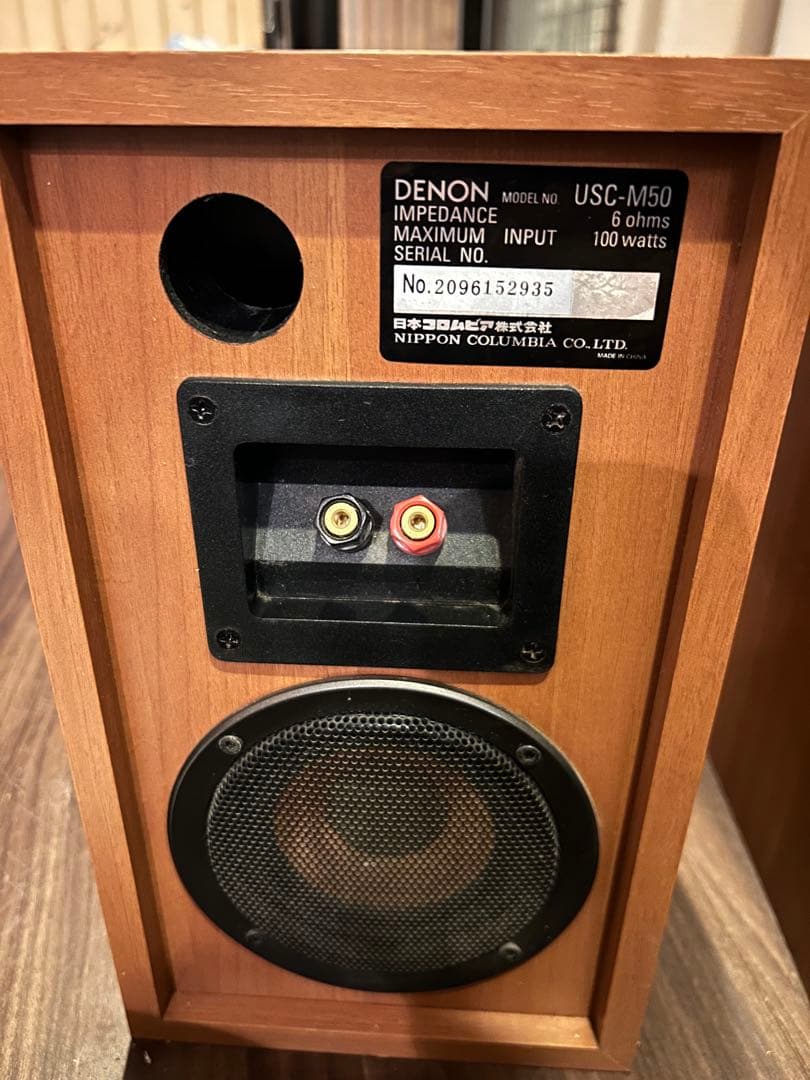 DENON MODEL NO. USC-M50
IMPEDANCE 6 ohms
MAXIMUM INPUT 100 watts
SERIAL NO.
No.2096152935
日本コロムビア株式会社
NIPPON COLUMBIA CO., LTD.
MADE IN CHINA